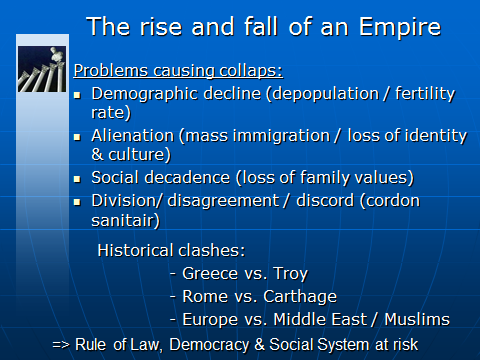 The rise and fall of an Empire
Problems causing collaps:
Demographic decline (depopulation / fertility
rate)
Alienation (mass immigration / loss of identity
& culture)
Social decadence (loss of family values)
Division/ disagreement / discord (cordon
sanitair)
Historical clashes:
- Greece vs. Troy
- Rome vs. Carthage
- Europe vs. Middle East / Muslims
=> Rule of Law, Democracy & Social System at risk